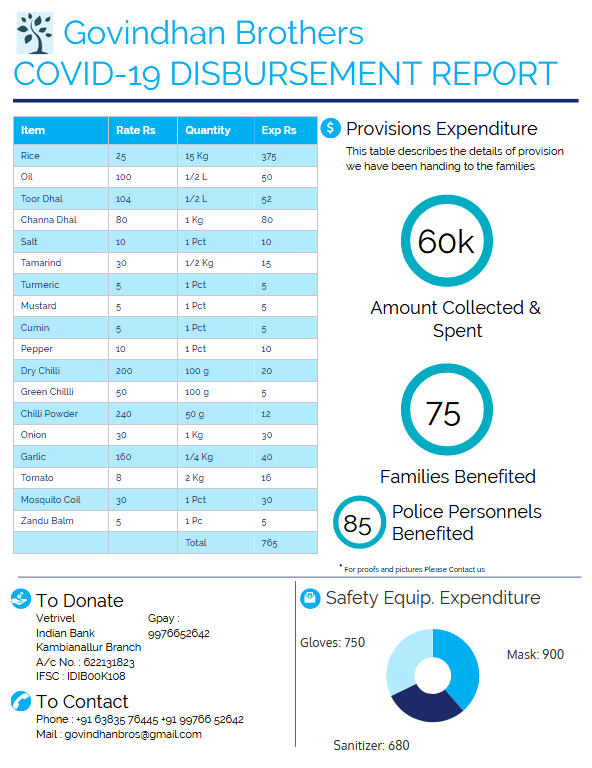 Govindhan Brothers
COVID-19 DISBURSEMENT REPORT
Item Rate Rs Quantity Exp Rs
Rice 25 15 Kg 375
Oil 100 1/2 L 50
Toor Dhal 104 1/2 L 52
Channa Dhal 80 1 Kg 80
Salt 10 1 Pct 10
Tamarind 30 1/2 Kg 15
Turmeric 5 1 Pct 5
Mustard 5 1 Pct 5
Cumin 5 1 Pct 5
Pepper 10 1 Pct 10
Dry Chilli 200 100 g 20
Green Chillli 50 100 g 5
Chilli Powder 240 50 g 12
Onion 30 1 Kg 30
Garlic 160 1/4 Kg 40
Tomato 8 2 Kg 16
Mosquito Coil 30 1 Pct 30
Zandu Balm 5 1 Pc 5
Total 765
$ Provisions Expenditure
This table describes the details of provision
we have been handing to the families
60k
Amount Collected &
Spent
75
Families Benefited
85
Police Personnels
Benefited
* For proofs and pictures Please Contact us
To Donate
Vetrivel Gpay :
Indian Bank 9976652642
Kambianallur Branch
A/c No. : 622131823
IFSC : IDIB00K108
To Contact
Phone : +91 63835 76445 +91 99766 52642
Mail : govindhanbros@gmail.com
Safety Equip. Expenditure
Gloves: 750
Mask: 900
Sanitizer: 680